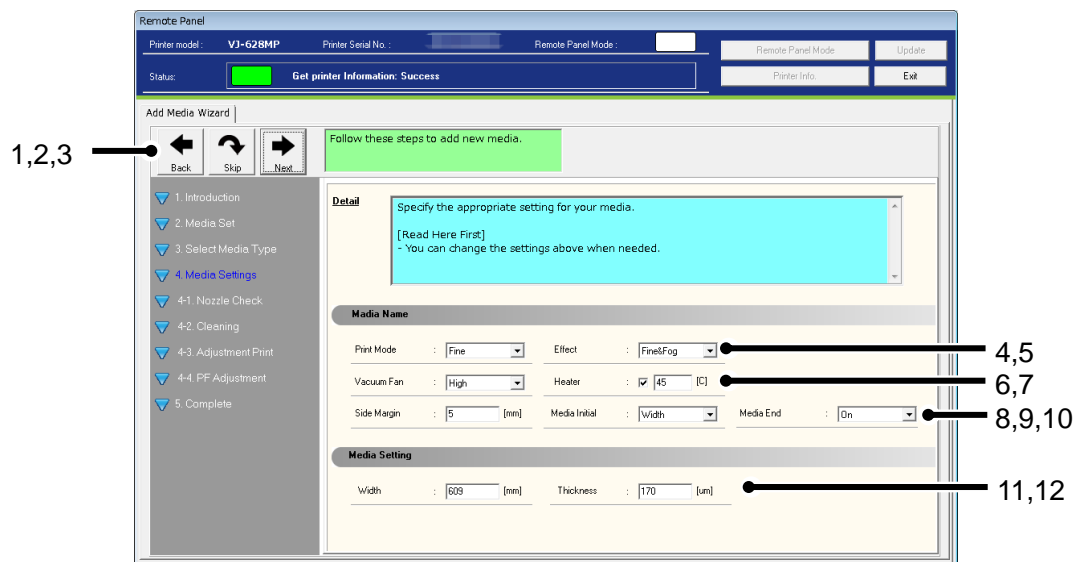 Remote Panel
Printer model : VJ-628MP Printer Serial No. : Remote Panel Mode : Remote Panel Mode Update
Status: Get printer Information: Success Printer Info. Exit
Add Media Wizard
1,2,3
Back Skip Next
Follow these steps to add new media.
1. Introduction
2. Media Set
3. Select Media Type
4. Media Settings
4-1. Nozzle Check
4-2. Cleaning
4-3. Adjustment Print
4-4. PF Adjustment
5. Complete
Detail
Specify the appropriate setting for your media.
[Read Here First]
- You can change the settings above when needed.
Madia Name
Print Mode : Fine Effect : Fine&Fog
4,5
Vacuum Fan : High Heater : 45 [C]
6,7
Side Margin : 5 [mm] Media Initial : Width Media End : On
8,9,10
Media Setting
Width : 609 [mm] Thickness : 170 [um]
11,12